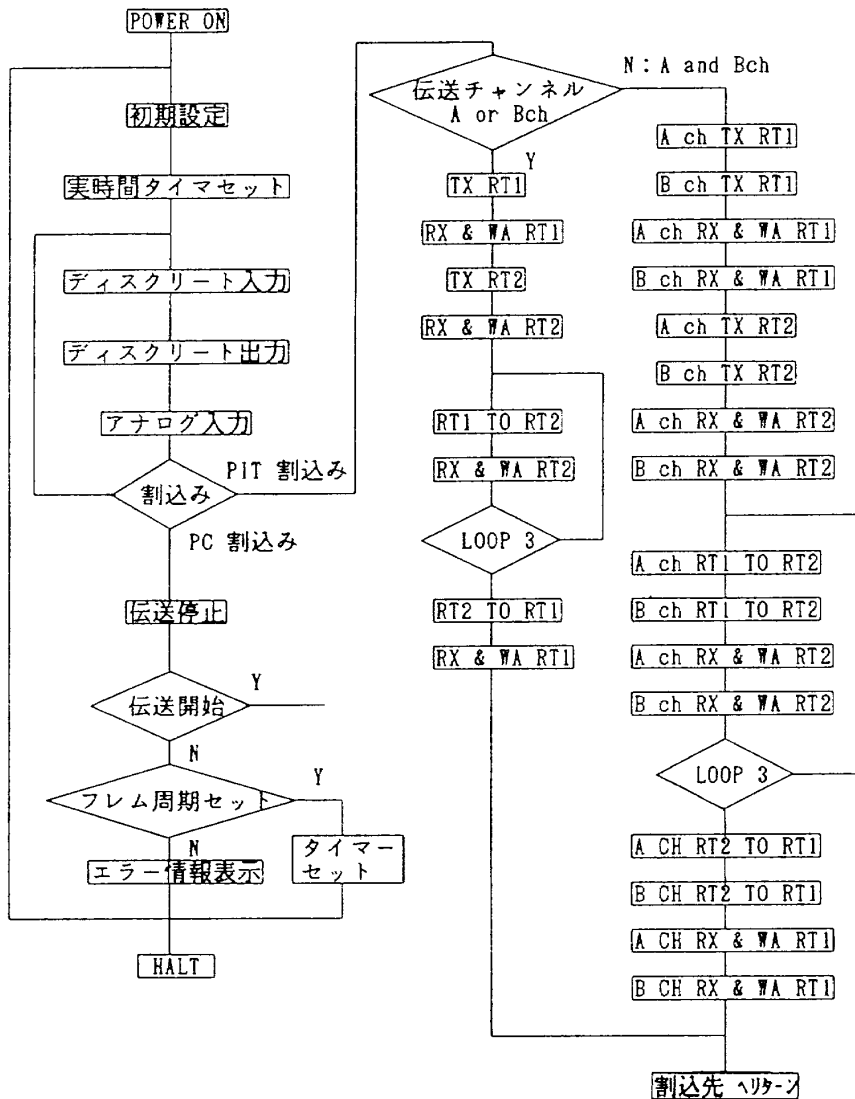 POWER ON
初期設定
実時間タイマセット
ディスクリート入力
ディスクリート出力
アナログ入力
割込み
PIT 割込み
PC 割込み
伝送停止
伝送開始
Y
N
フレム周期セット
Y
N
タイマー
セット
エラー情報表示
HALT
伝送チャンネル
A or Bch
N：A and Bch
Y
TX RT1
RX & WA RT1
TX RT2
RX & WA RT2
RT1 TO RT2
RX & WA RT2
LOOP 3
RT2 TO RT1
RX & WA RT1
A ch TX RT1
B ch TX RT1
A ch RX & WA RT1
B ch RX & WA RT1
A ch TX RT2
B ch TX RT2
A ch RX & WA RT2
B ch RX & WA RT2
A ch RT1 TO RT2
B ch RT1 TO RT2
A ch RX & WA RT2
B ch RX & WA RT2
LOOP 3
A CH RT2 TO RT1
B CH RT2 TO RT1
A CH RX & WA RT1
B CH RX & WA RT1
割込先 ヘリターン